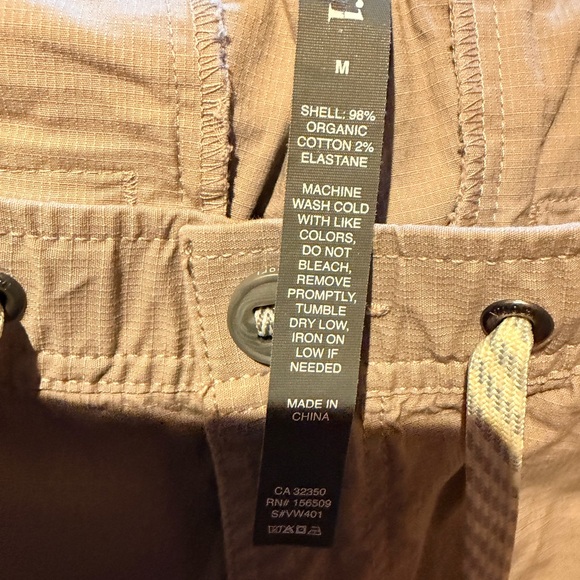 M
SHELL: 98%
ORGANIC
COTTON 2%
ELASTANE
MACHINE
WASH COLD
WITH LIKE
COLORS,
DO NOT
BLEACH,
REMOVE
PROMPTLY,
TUMBLE
DRY LOW,
IRON ON
LOW IF
NEEDED
MADE IN
CHINA
CA 32350
RN# 156509
S#VW401